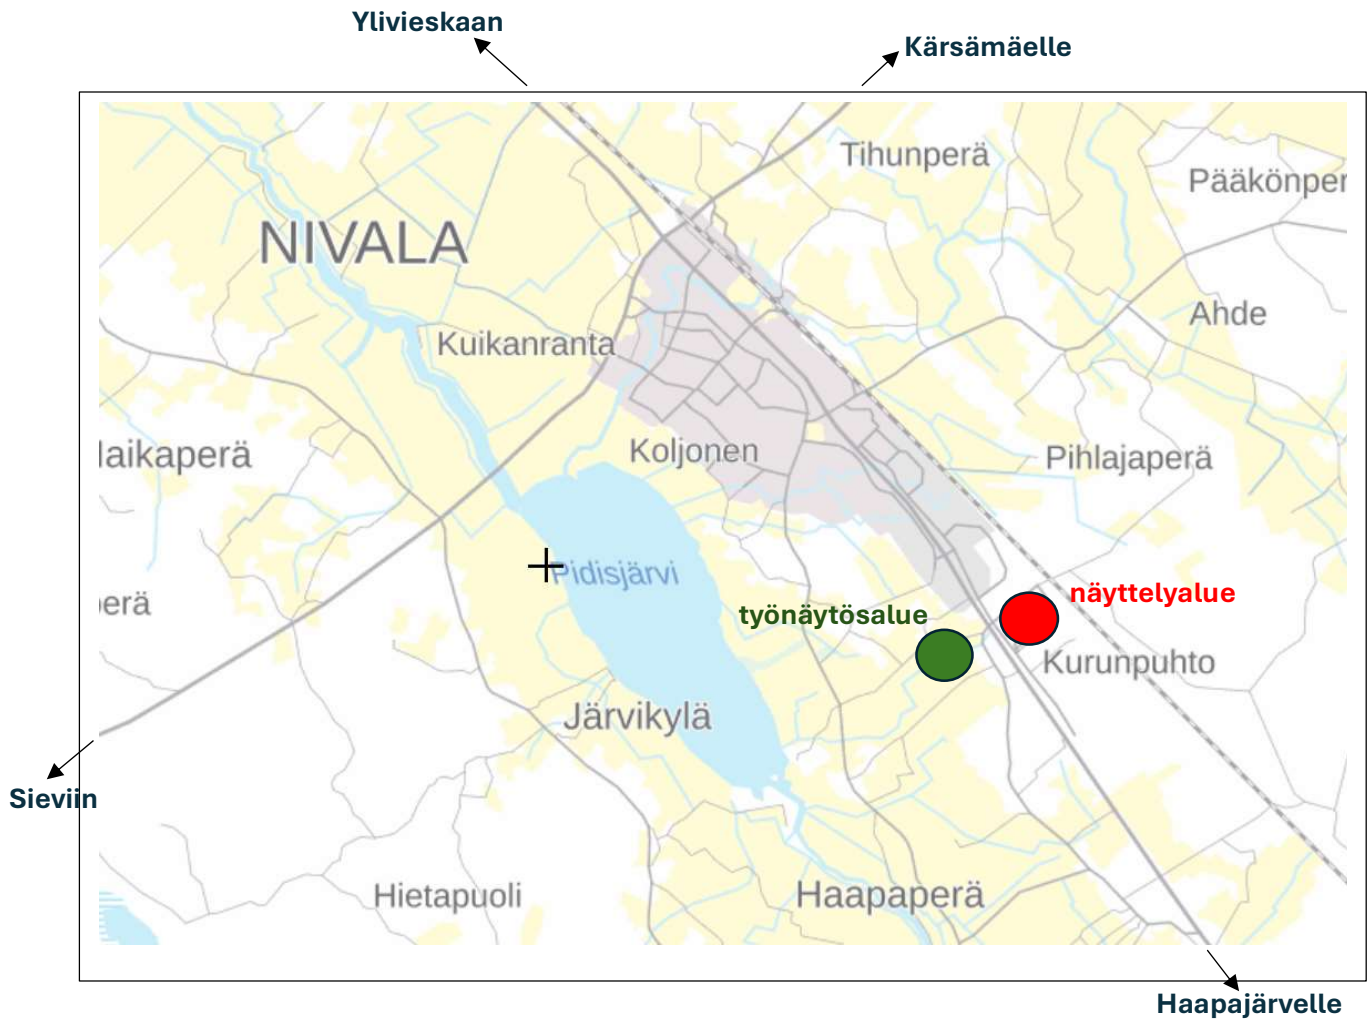 Ylivieskaan
Kärsämäelle
Tihunperä
Pääkönper
NIVALA
Ahde
Kuikanranta
laikaperä
Koljonen
Pihlajaperä
Pidisjärvi
erä
näyttelyalue
työnäytösalue
Kurunpuhto
Järvikylä
Sieviin
Hietapuoli
Haapaperä
Haapajärvelle